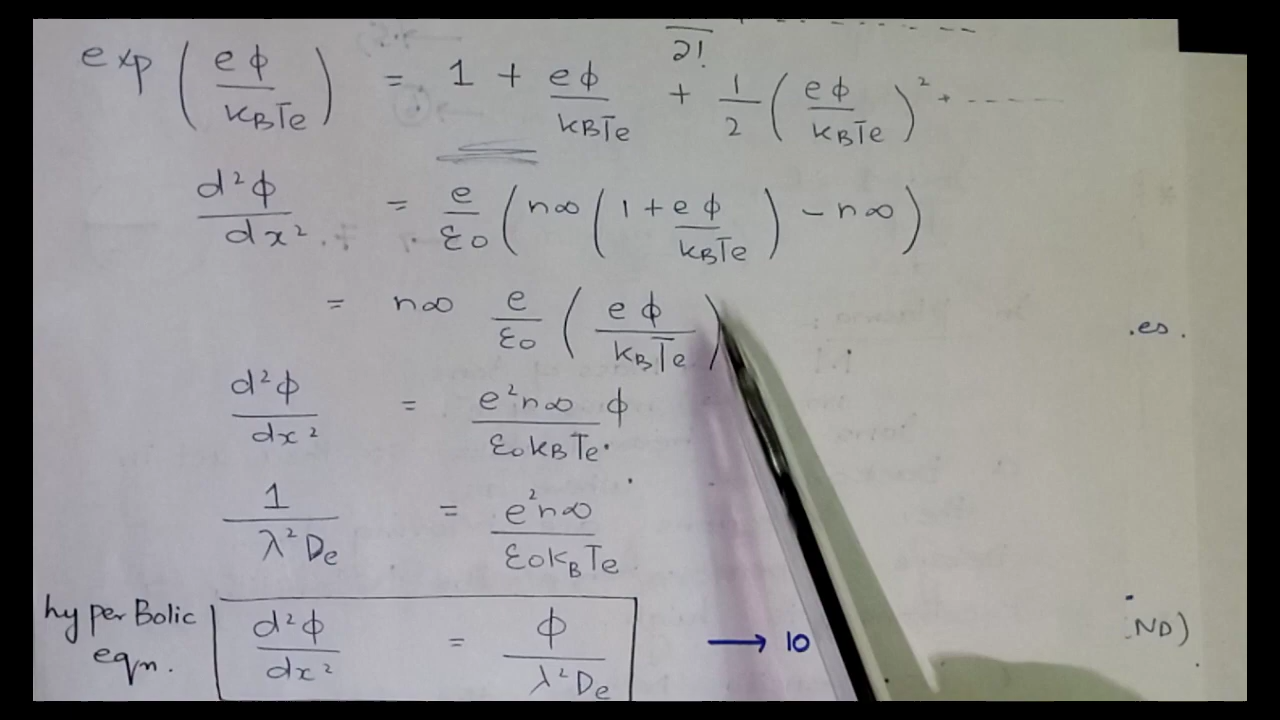 2!
exp (eφ/kBTe) = 1 + eφ/kBTe + 1/2 (eφ/kBTe)² + - - - - -
d²φ/dx² = e/ε0 (n∞ (1 + eφ/kBTe) - n∞)
= n∞ e/ε0 (eφ/kBTe)
.es.
d²φ/dx² = e²n∞/ε0kBTe φ
1/λ²De = e²n∞/ε0kBTe
hyperBolic
eqn.
d²φ/dx² = φ/λ²De → 10
ND)